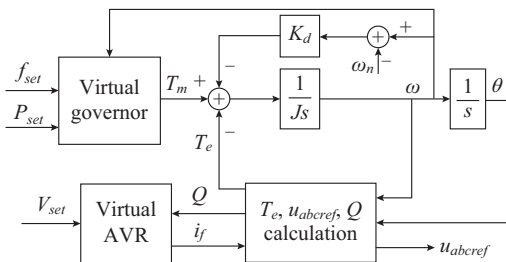 K_d
+
−
f_set
Virtual
governor
T_m
+
+
−
ω_n
−
1
Js
ω
1
s
θ
P_set
T_e
−
V_set
Virtual
AVR
Q
i_f
T_e, u_abcref, Q
calculation
u_abcref
+